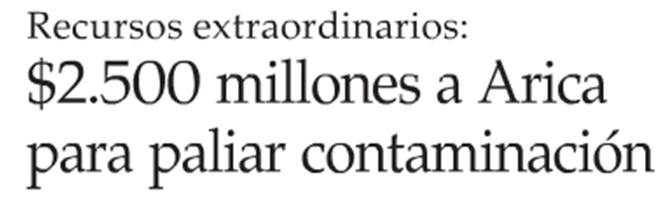 Recursos extraordinarios:
$2.500 millones a Arica
para paliar contaminación